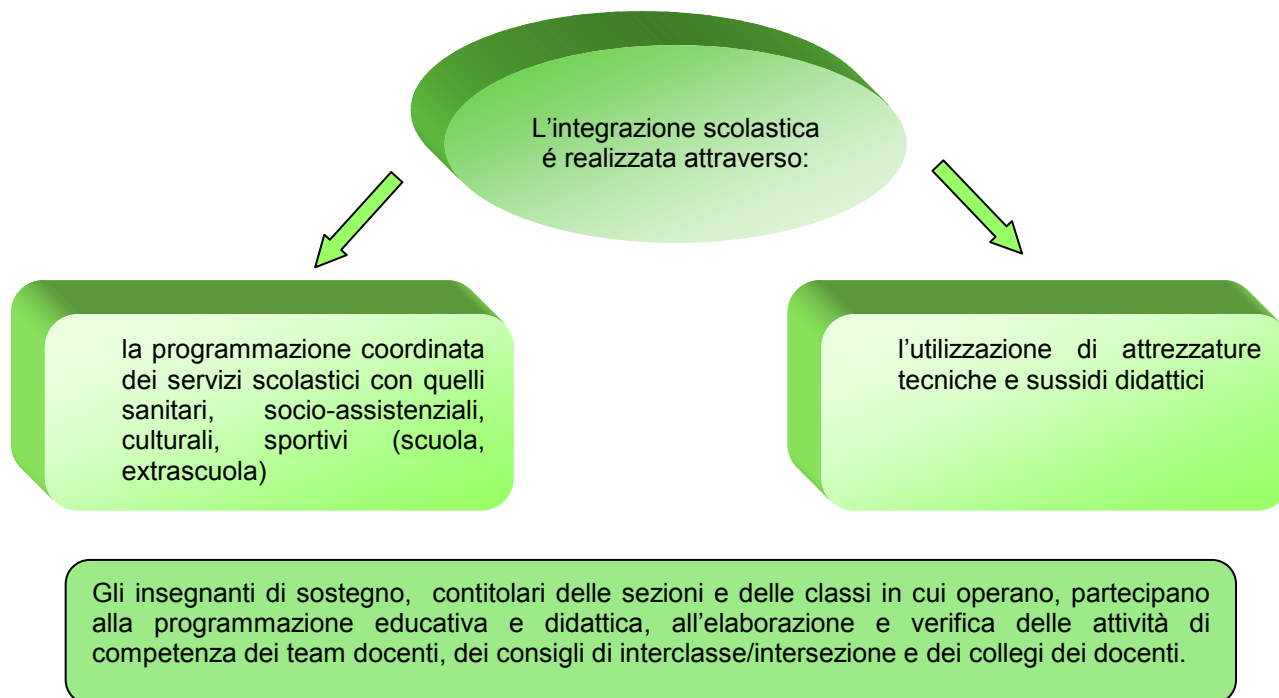 L’integrazione scolastica
é realizzata attraverso:
la programmazione coordinata
dei servizi scolastici con quelli
sanitari, socio-assistenziali,
culturali, sportivi (scuola,
extrascuola)
l’utilizzazione di attrezzature
tecniche e sussidi didattici
Gli insegnanti di sostegno, contitolari delle sezioni e delle classi in cui operano, partecipano
alla programmazione educativa e didattica, all’elaborazione e verifica delle attività di
competenza dei team docenti, dei consigli di interclasse/intersezione e dei collegi dei docenti.